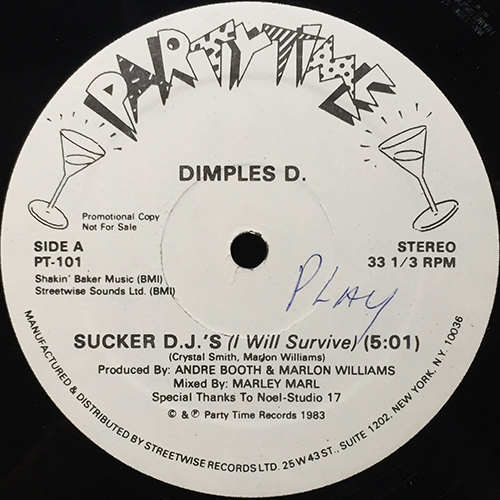 PARTYTIME
DIMPLES D.
Promotional Copy
Not For Sale
SIDE A
PT-101
STEREO
33 1/3 RPM
Shakin' Baker Music (BMI)
Streetwise Sounds Ltd. (BMI)
PLAY
SUCKER D.J.'S (I Will Survive) (5:01)
(Crystal Smith, Marlon Williams)
Produced By: ANDRE BOOTH & MARLON WILLIAMS
Mixed By: MARLEY MARL
Special Thanks To Noel-Studio 17
© & ℗ Party Time Records 1983
MANUFACTURED & DISTRIBUTED BY STREETWISE RECORDS LTD. 25 W 43 ST., SUITE 1202, NEW YORK, N.Y. 10036